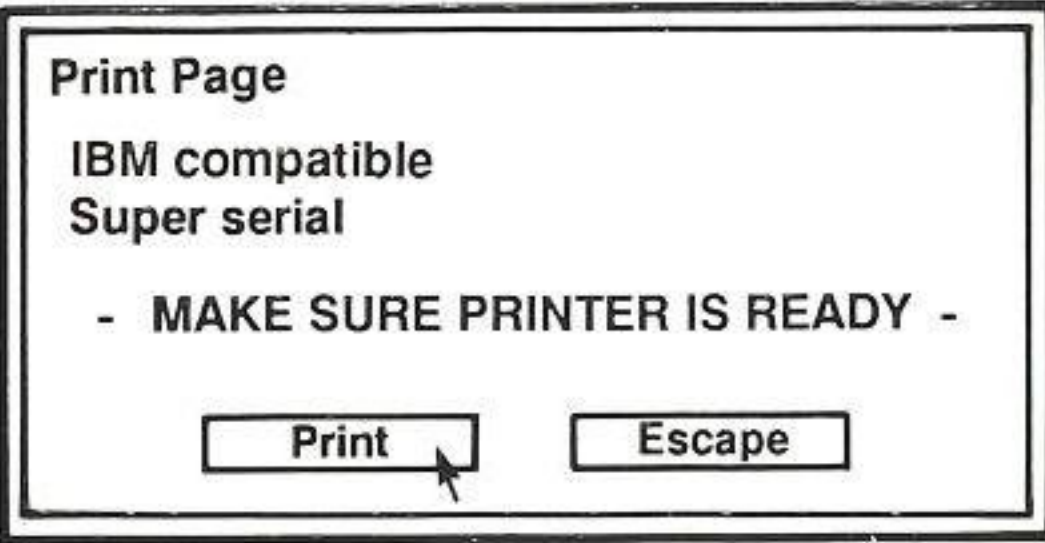 Print Page
IBM compatible
Super serial
- MAKE SURE PRINTER IS READY -
Print
Escape